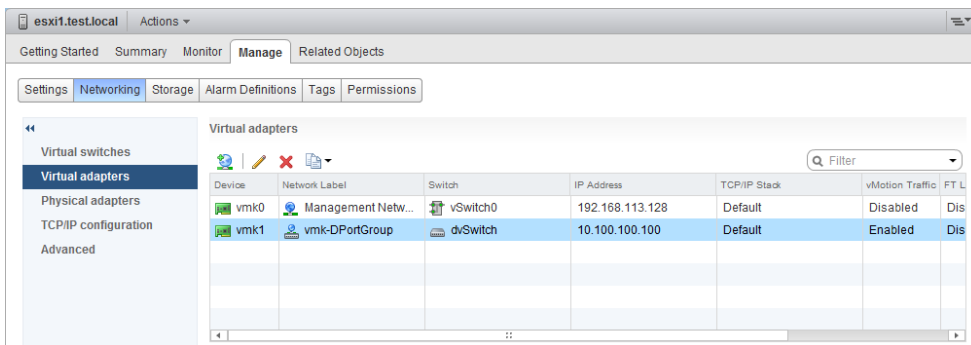 esxi1.test.local Actions
Getting Started Summary Monitor Manage Related Objects
Settings Networking Storage Alarm Definitions Tags Permissions
Virtual switches
Virtual adapters
Physical adapters
TCP/IP configuration
Advanced
Virtual adapters
Filter
Device Network Label Switch IP Address TCP/IP Stack vMotion Traffic FT L
vmk0 Management Netw... vSwitch0 192.168.113.128 Default Disabled Dis
vmk1 vmk-DPortGroup dvSwitch 10.100.100.100 Default Enabled Dis